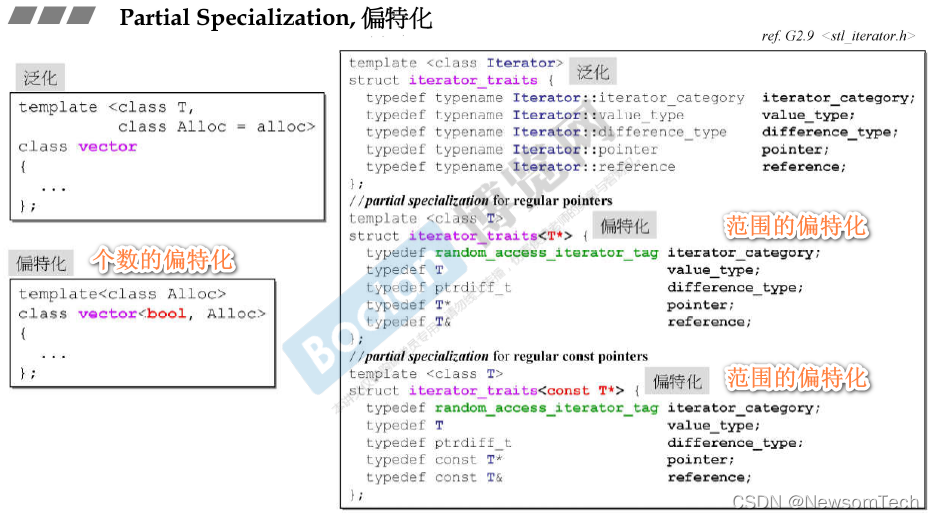 Partial Specialization, 偏特化
ref. G2.9 <stl_iterator.h>
泛化
template <class T,
class Alloc = alloc>
class vector
{
...
};
偏特化
个数的偏特化
template<class Alloc>
class vector<bool, Alloc>
{
...
};
template <class Iterator>
泛化
struct iterator_traits {
typedef typename Iterator::iterator_category iterator_category;
typedef typename Iterator::value_type value_type;
typedef typename Iterator::difference_type difference_type;
typedef typename Iterator::pointer pointer;
typedef typename Iterator::reference reference;
};
//partial specialization for regular pointers
template <class T>
偏特化
范围的偏特化
struct iterator_traits<T*> {
typedef random_access_iterator_tag iterator_category;
typedef T value_type;
typedef ptrdiff_t difference_type;
typedef T* pointer;
typedef T& reference;
};
//partial specialization for regular const pointers
template <class T>
偏特化
范围的偏特化
struct iterator_traits<const T*> {
typedef random_access_iterator_tag iterator_category;
typedef T value_type;
typedef ptrdiff_t difference_type;
typedef const T* pointer;
typedef const T& reference;
};
Boolan
博览网
CSDN @NewsomTech